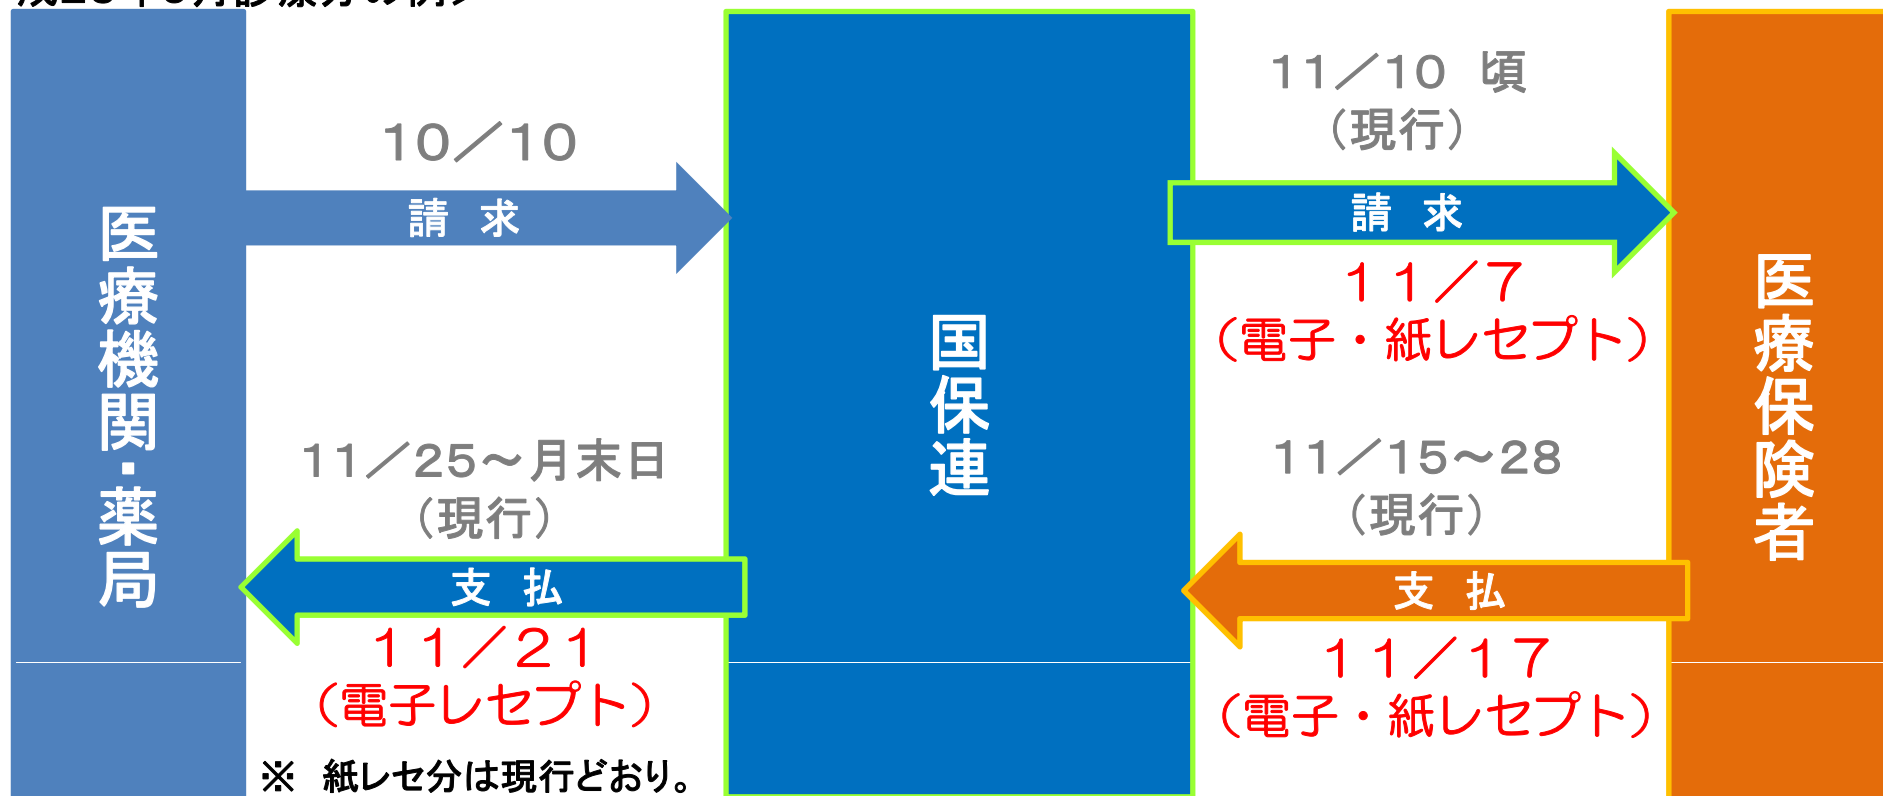 医療機関・薬局
10／10
請 求
11／25～月末日
（現行）
支 払
11／21
（電子レセプト）
※ 紙レセ分は現行どおり。
国保連
11／10 頃
（現行）
請 求
11／7
（電子・紙レセプト）
11／15～28
（現行）
支 払
11／17
（電子・紙レセプト）
医療保険者